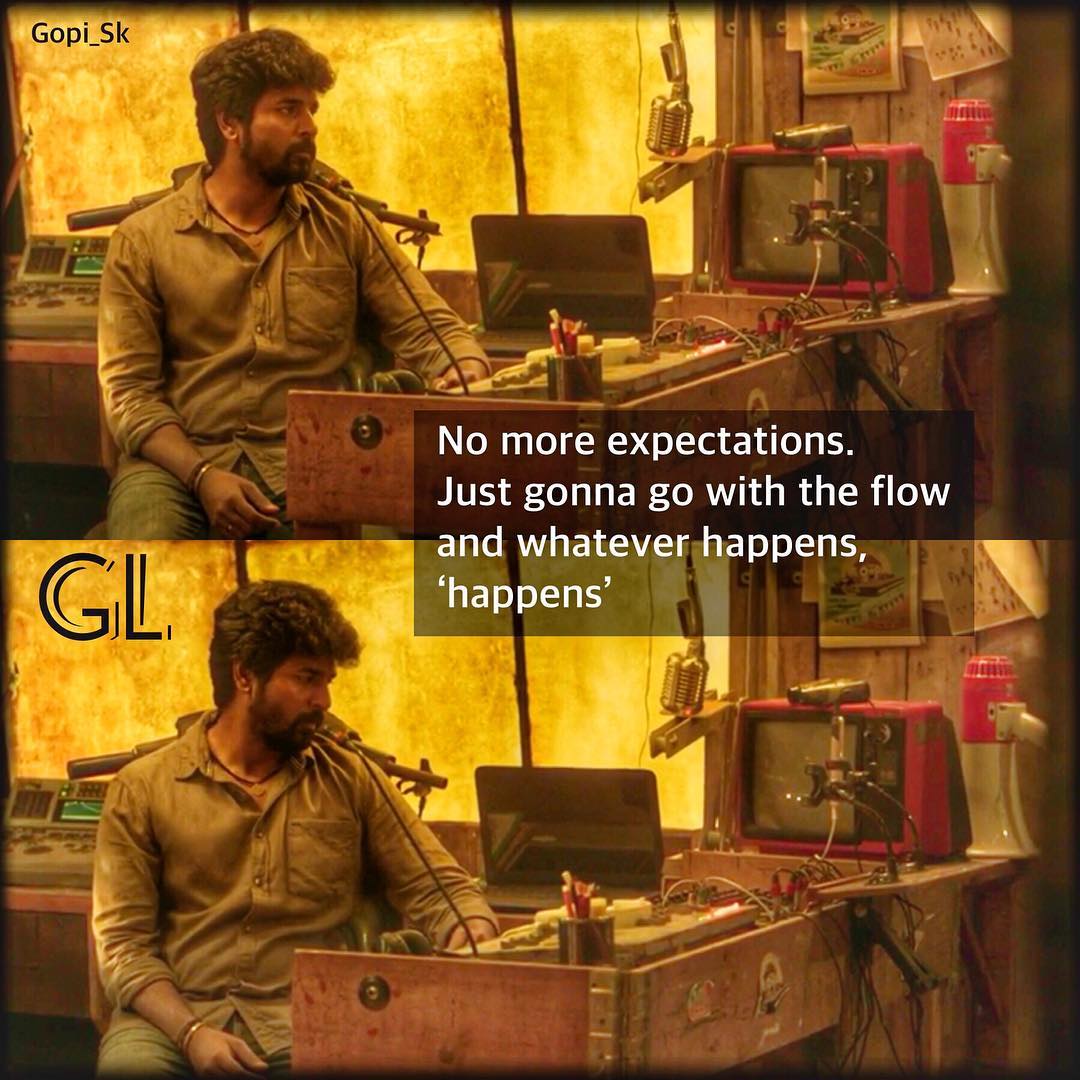 Gopi_Sk
No more expectations.
Just gonna go with the flow
and whatever happens,
‘happens’
GL